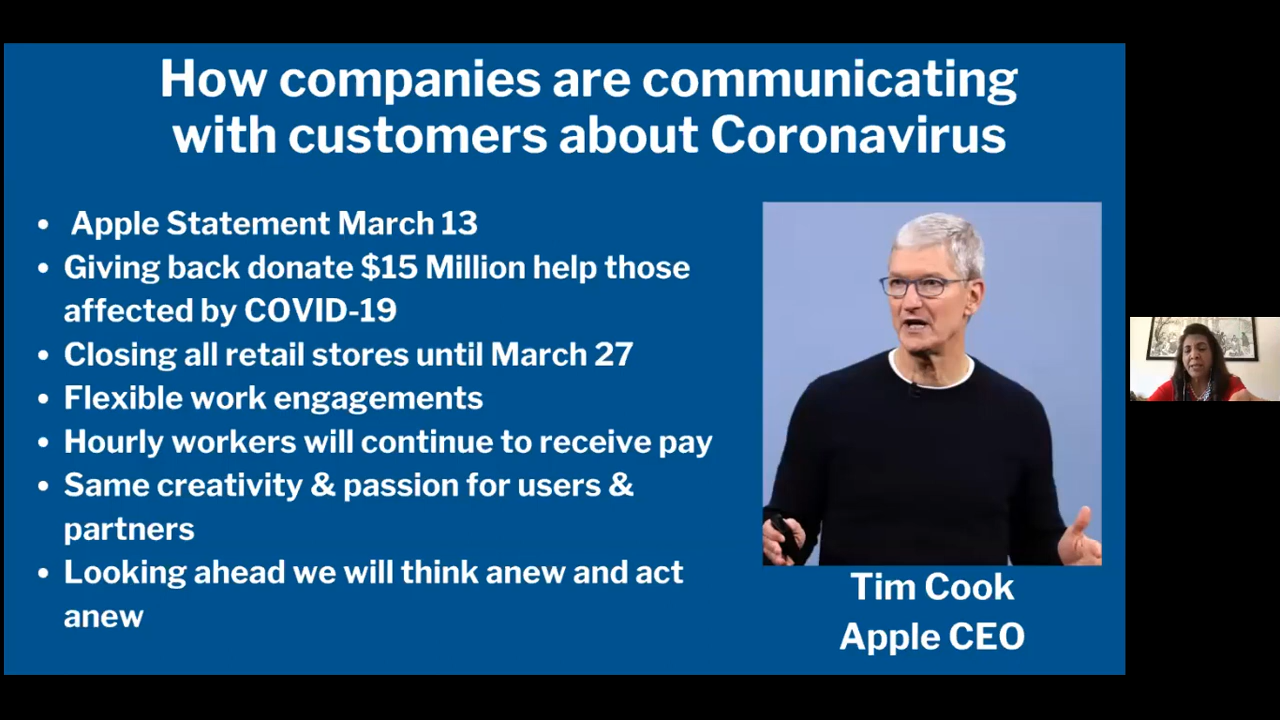 How companies are communicating
with customers about Coronavirus
• Apple Statement March 13
• Giving back donate $15 Million help those
affected by COVID-19
• Closing all retail stores until March 27
• Flexible work engagements
• Hourly workers will continue to receive pay
• Same creativity & passion for users &
partners
• Looking ahead we will think anew and act
anew
Tim Cook
Apple CEO